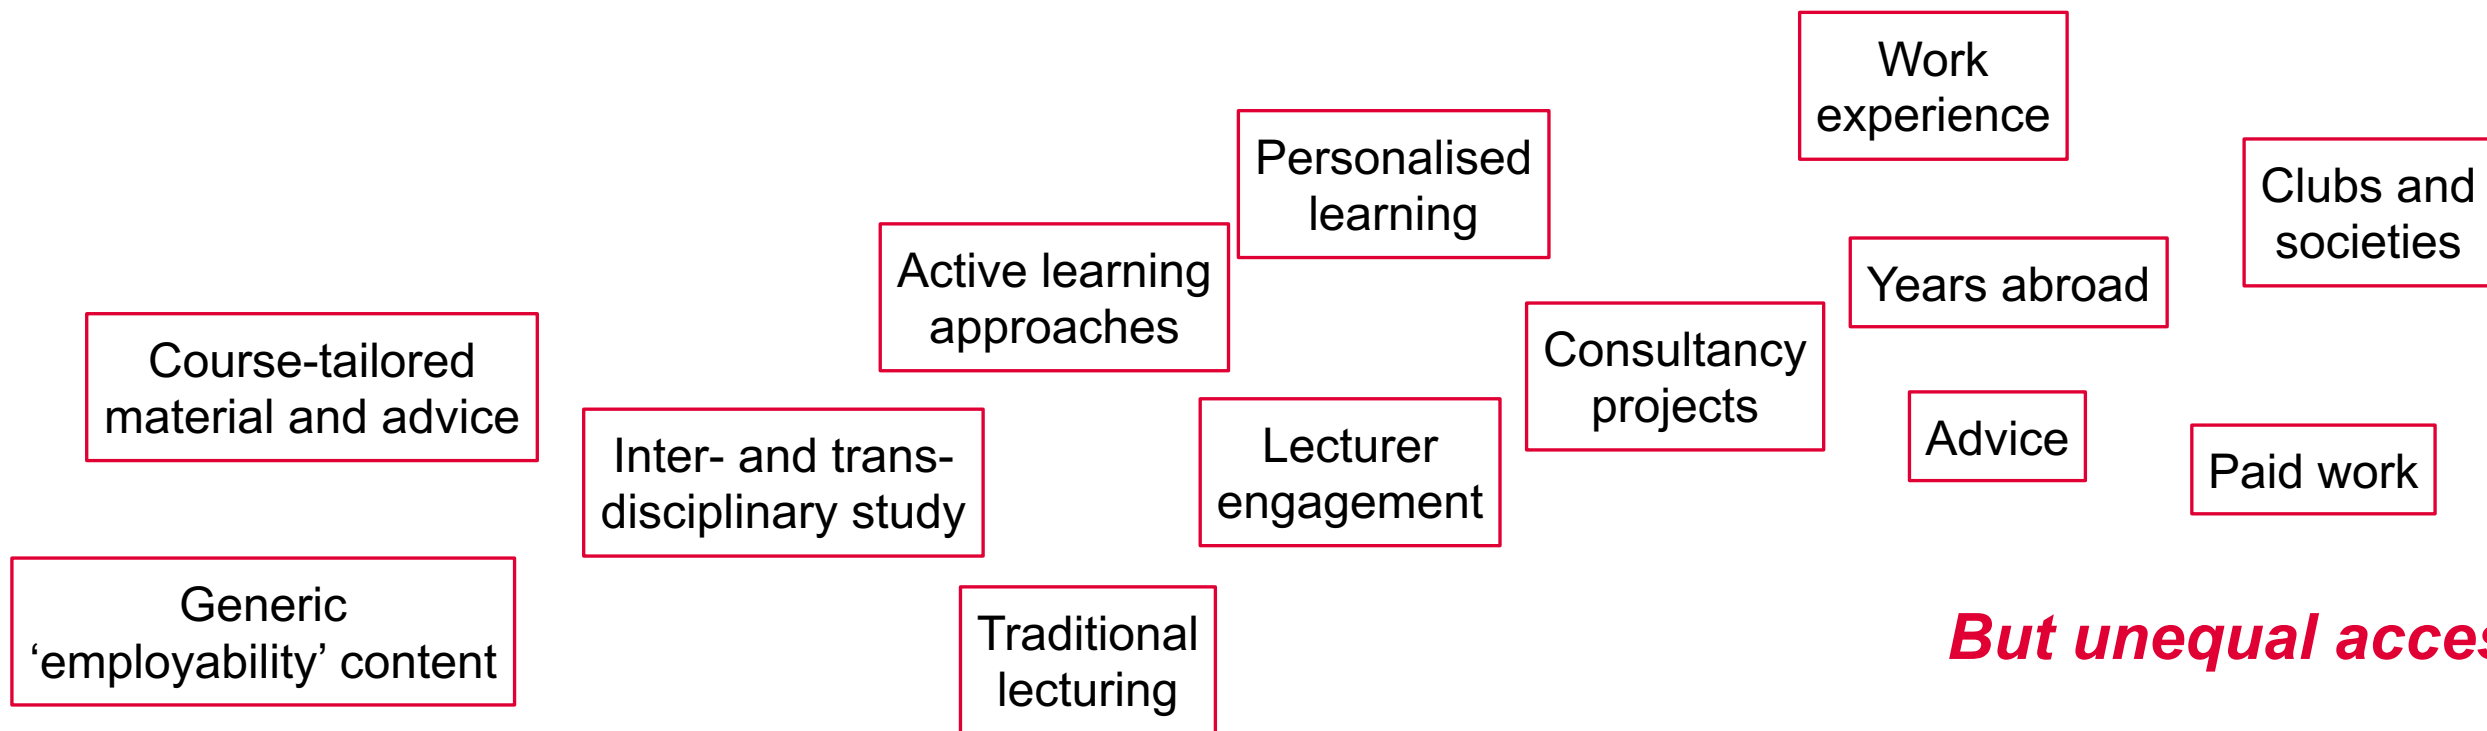 Work
experience
Personalised
learning
Clubs and
societies
Active learning
approaches
Years abroad
Course-tailored
material and advice
Consultancy
projects
Inter- and trans-
disciplinary study
Lecturer
engagement
Advice
Paid work
Generic
‘employability’ content
Traditional
lecturing
But unequal